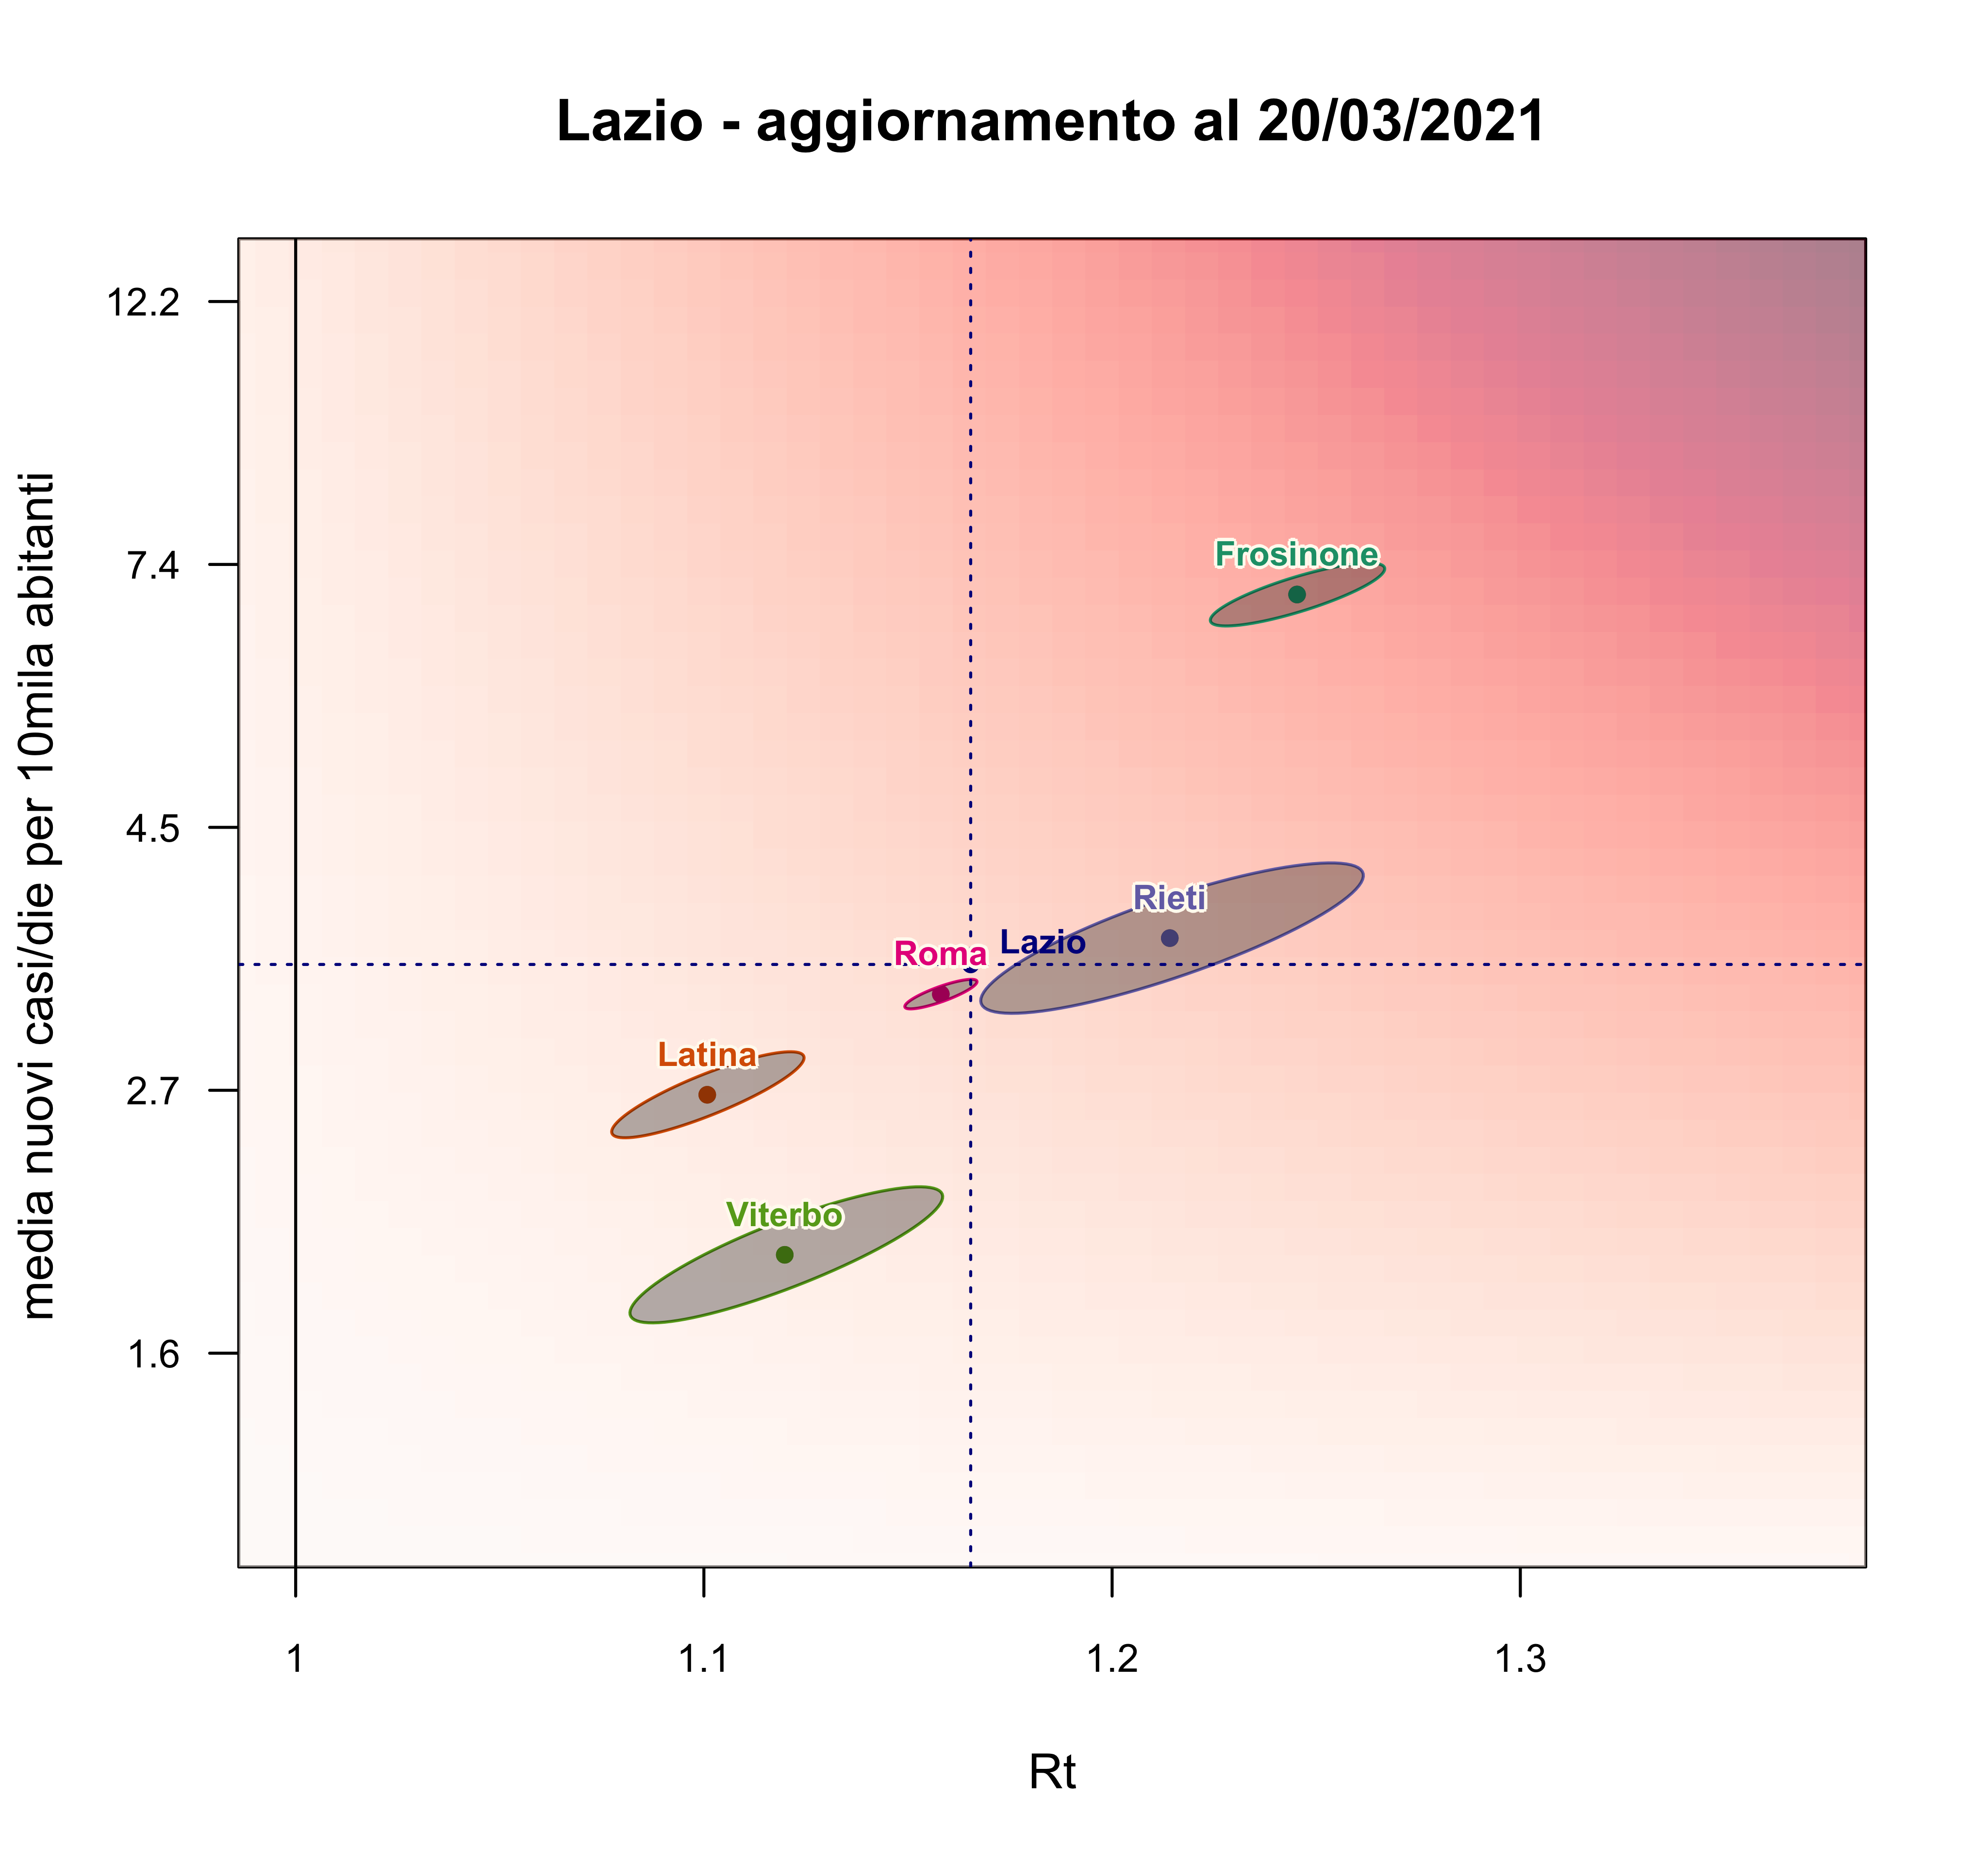 Lazio - aggiornamento al 20/03/2021
media nuovi casi/die per 10mila abitanti
12.2
7.4
4.5
2.7
1.6
Frosinone
Rieti
Lazio
Roma
Latina
Viterbo
1
1.1
1.2
1.3
Rt